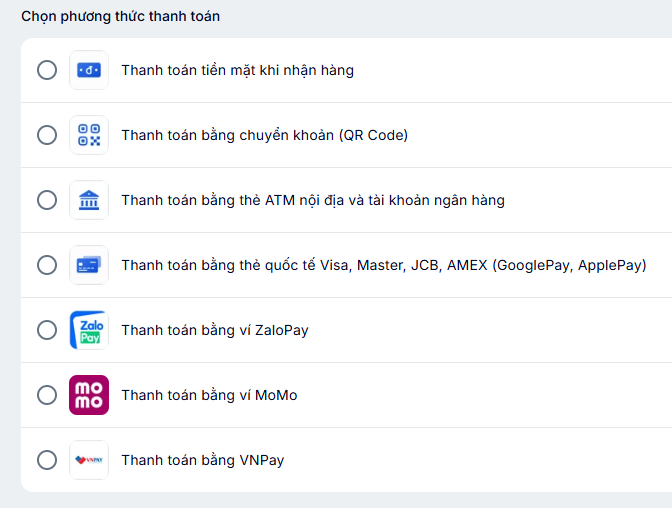 Chọn phương thức thanh toán
đ
Thanh toán tiền mặt khi nhận hàng
Thanh toán bằng chuyển khoản (QR Code)
Thanh toán bằng thẻ ATM nội địa và tài khoản ngân hàng
Thanh toán bằng thẻ quốc tế Visa, Master, JCB, AMEX (GooglePay, ApplePay)
Zalo
Pay
Thanh toán bằng ví ZaloPay
mo
mo
Thanh toán bằng ví MoMo
VNPAY
Thanh toán bằng VNPay